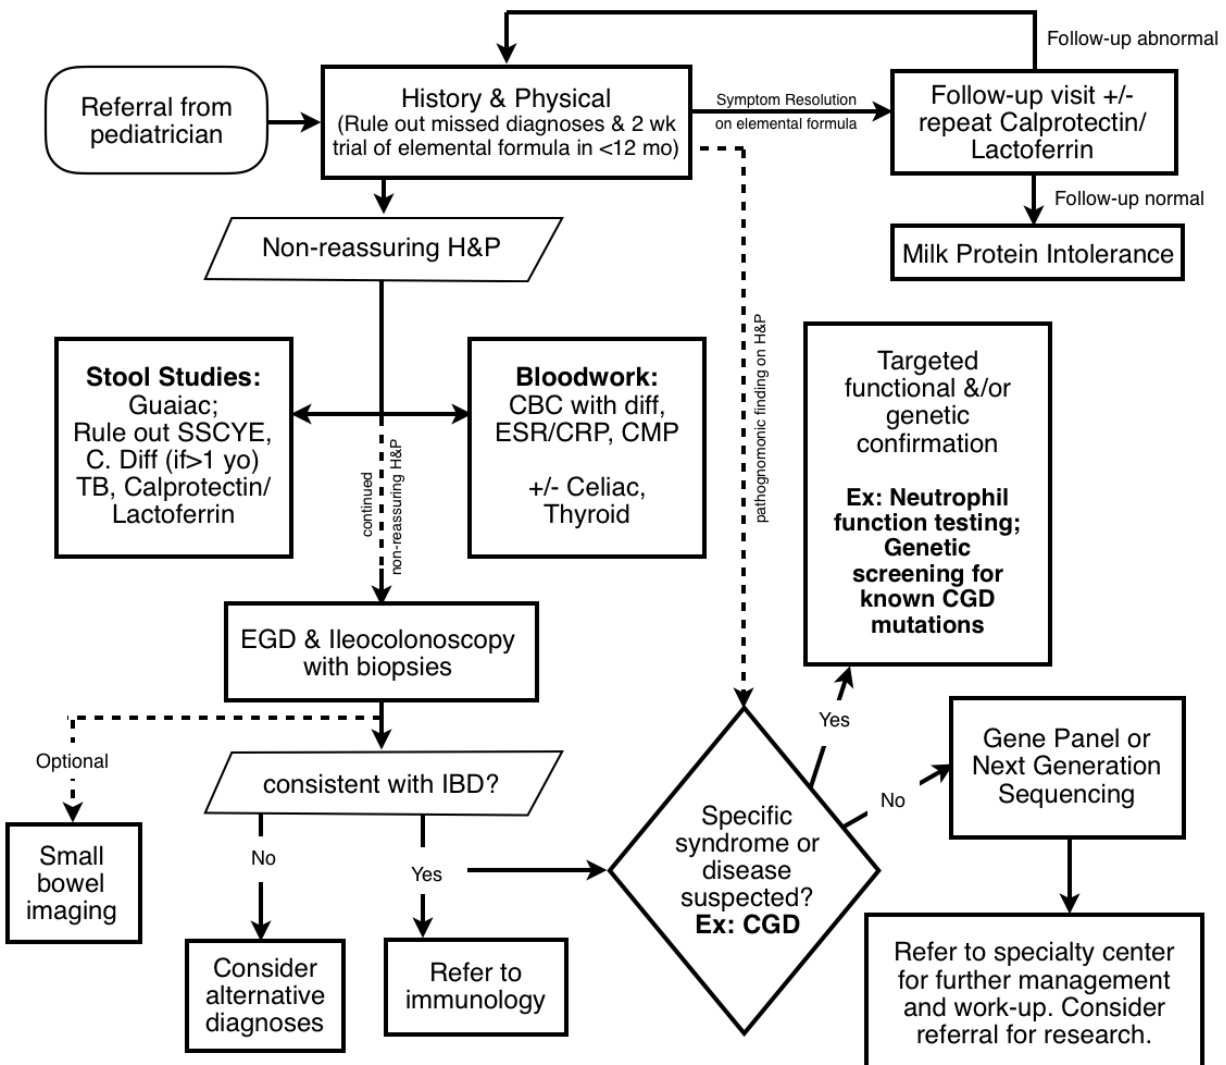 Follow-up abnormal
Referral from
pediatrician
History & Physical
(Rule out missed diagnoses & 2 wk
trial of elemental formula in <12 mo)
Symptom Resolution
on elemental formula
Follow-up visit +/-
repeat Calprotectin/
Lactoferrin
Follow-up normal
Milk Protein Intolerance
Non-reassuring H&P
Stool Studies:
Guaiac;
Rule out SSCYE,
C. Diff (if>1 yo)
TB, Calprotectin/
Lactoferrin
Bloodwork:
CBC with diff,
ESR/CRP, CMP
+/- Celiac,
Thyroid
continued
non-reassuring H&P
pathognomonic finding on H&P
Targeted
functional &/or
genetic
confirmation
Ex: Neutrophil
function testing;
Genetic
screening for
known CGD
mutations
EGD & Ileocolonoscopy
with biopsies
Optional
Small
bowel
imaging
consistent with IBD?
No
Yes
Consider
alternative
diagnoses
Refer to
immunology
Specific
syndrome or
disease
suspected?
Ex: CGD
Yes
No
Gene Panel or
Next Generation
Sequencing
Refer to specialty center
for further management
and work-up. Consider
referral for research.